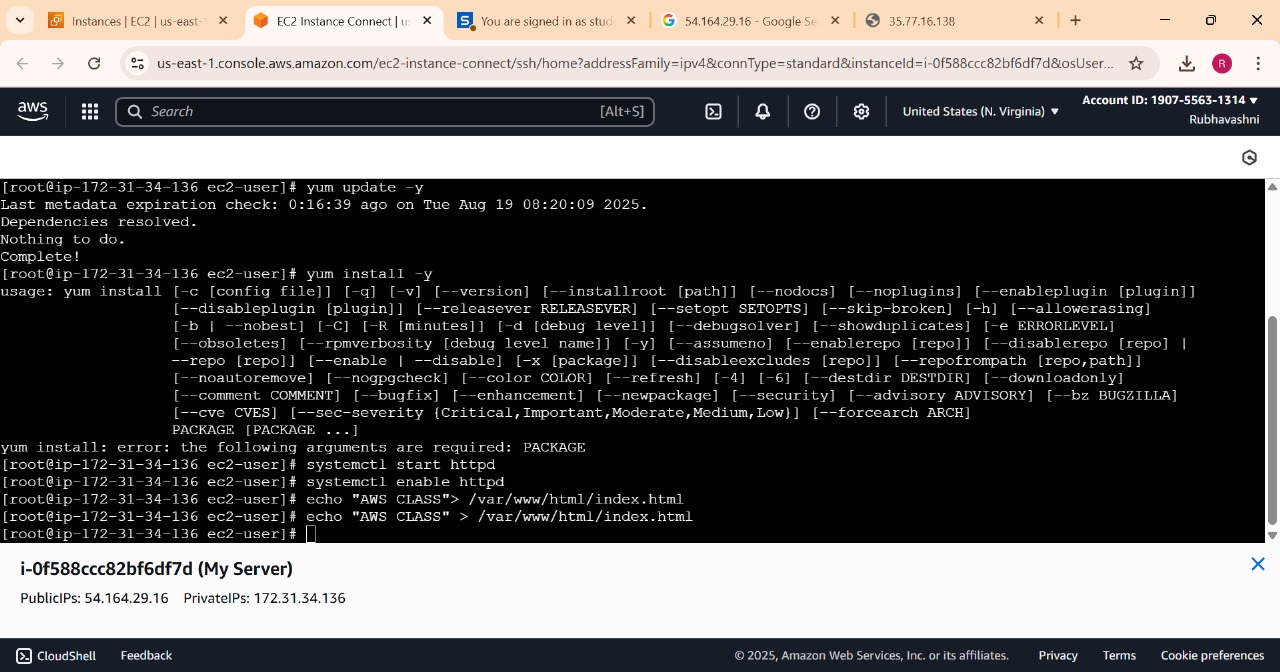 Instances | EC2 | us-east-
EC2 Instance Connect | u
You are signed in as stud
54.164.29.16 - Google Se
35.77.16.138
us-east-1.console.aws.amazon.com/ec2-instance-connect/ssh/home?addressFamily=ipv4&connType=standard&instanceId=i-0f588ccc82bf6df7d&osUser...
R
aws
Search
[Alt+S]
United States (N. Virginia)
Account ID: 1907-5563-1314
Rubhavashni
[root@ip-172-31-34-136 ec2-user]# yum update -y
Last metadata expiration check: 0:16:39 ago on Tue Aug 19 08:20:09 2025.
Dependencies resolved.
Nothing to do.
Complete!
[root@ip-172-31-34-136 ec2-user]# yum install -y
usage: yum install [-c [config file]] [-q] [-v] [--version] [--installroot [path]] [--nodocs] [--noplugins] [--enableplugin [plugin]]
[--disableplugin [plugin]] [--releasever RELEASEVER] [--setopt SETOPTS] [--skip-broken] [-h] [--allowerasing]
[-b | --nobest] [-C] [-R [minutes]] [-d [debug level]] [--debugsolver] [--showduplicates] [-e ERRORLEVEL]
[--obsoletes] [--rpmverbosity [debug level name]] [-y] [--assumeno] [--enablerepo [repo]] [--disablerepo [repo] |
--repo [repo]] [--enable | --disable] [-x [package]] [--disableexcludes [repo]] [--repofrompath [repo,path]]
[--noautoremove] [--nogpgcheck] [--color COLOR] [--refresh] [-4] [-6] [--destdir DESTDIR] [--downloadonly]
[--comment COMMENT] [--bugfix] [--enhancement] [--newpackage] [--security] [--advisory ADVISORY] [--bz BUGZILLA]
[--cve CVES] [--sec-severity {Critical,Important,Moderate,Medium,Low}] [--forcearch ARCH]
PACKAGE [PACKAGE ...]
yum install: error: the following arguments are required: PACKAGE
[root@ip-172-31-34-136 ec2-user]# systemctl start httpd
[root@ip-172-31-34-136 ec2-user]# systemctl enable httpd
[root@ip-172-31-34-136 ec2-user]# echo "AWS CLASS"> /var/www/html/index.html
[root@ip-172-31-34-136 ec2-user]# echo "AWS CLASS" > /var/www/html/index.html
[root@ip-172-31-34-136 ec2-user]#
i-0f588ccc82bf6df7d (My Server)
PublicIPs: 54.164.29.16 PrivateIPs: 172.31.34.136
CloudShell
Feedback
© 2025, Amazon Web Services, Inc. or its affiliates.
Privacy
Terms
Cookie preferences